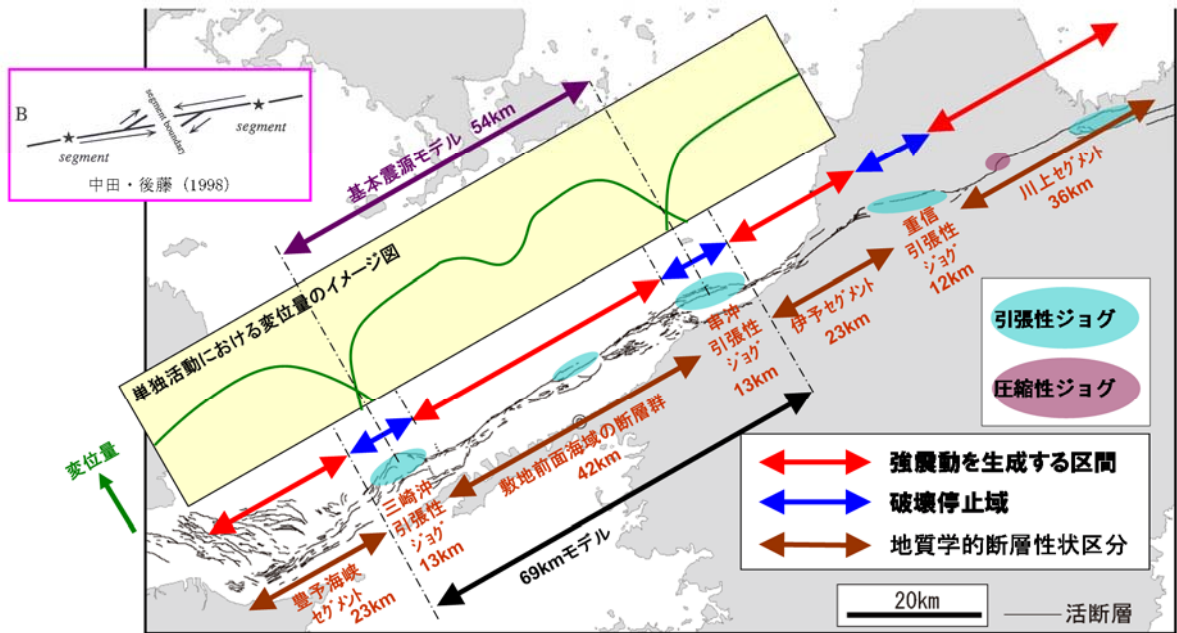 B
segment boundary
segment
segment
中田・後藤 (1998)
基本震源モデル 54km
単独活動における変位量のイメージ図
変位量
豊予海峡
セグメント
23km
三崎沖
引張性
ジョグ
13km
敷地前面海域の断層群
42km
69kmモデル
串沖
引張性
ジョグ
13km
伊予セグメント
23km
重信
引張性
ジョグ
12km
川上セグメント
36km
引張性ジョグ
圧縮性ジョグ
強震動を生成する区間
破壊停止域
地質学的断層性状区分
20km
活断層